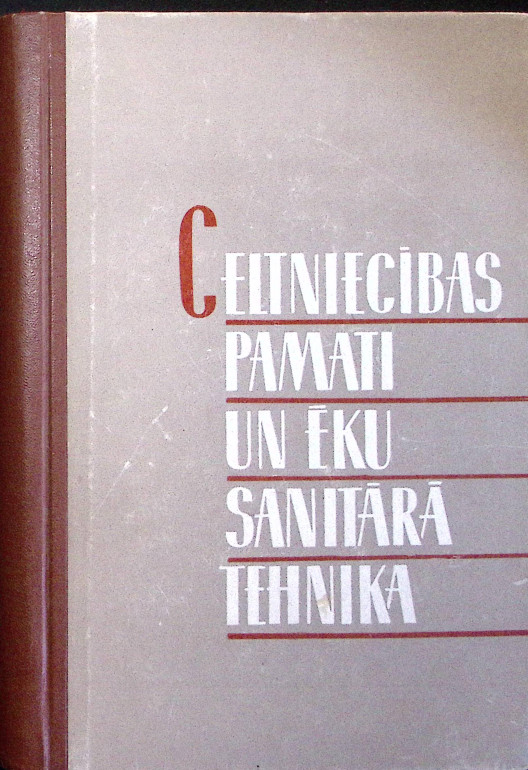 CELTNIECĪBAS
PAMATI
UN ĒKU
SANITĀRĀ
TEHNIKA